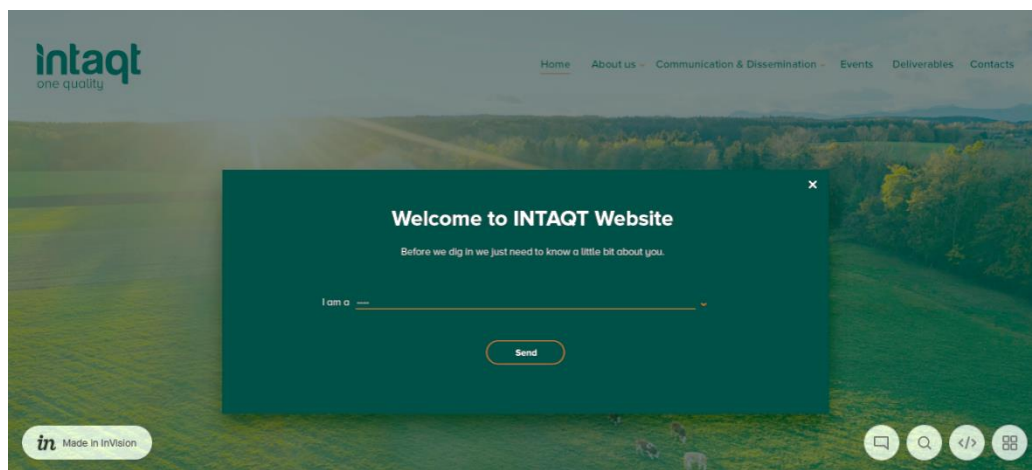 intaqt
one quality
Home About us Communication & Dissemination Events Deliverables Contacts
Welcome to INTAQT Website
Before we dig in we just need to know a little bit about you.
I am a ---
Send
in Made in InVision